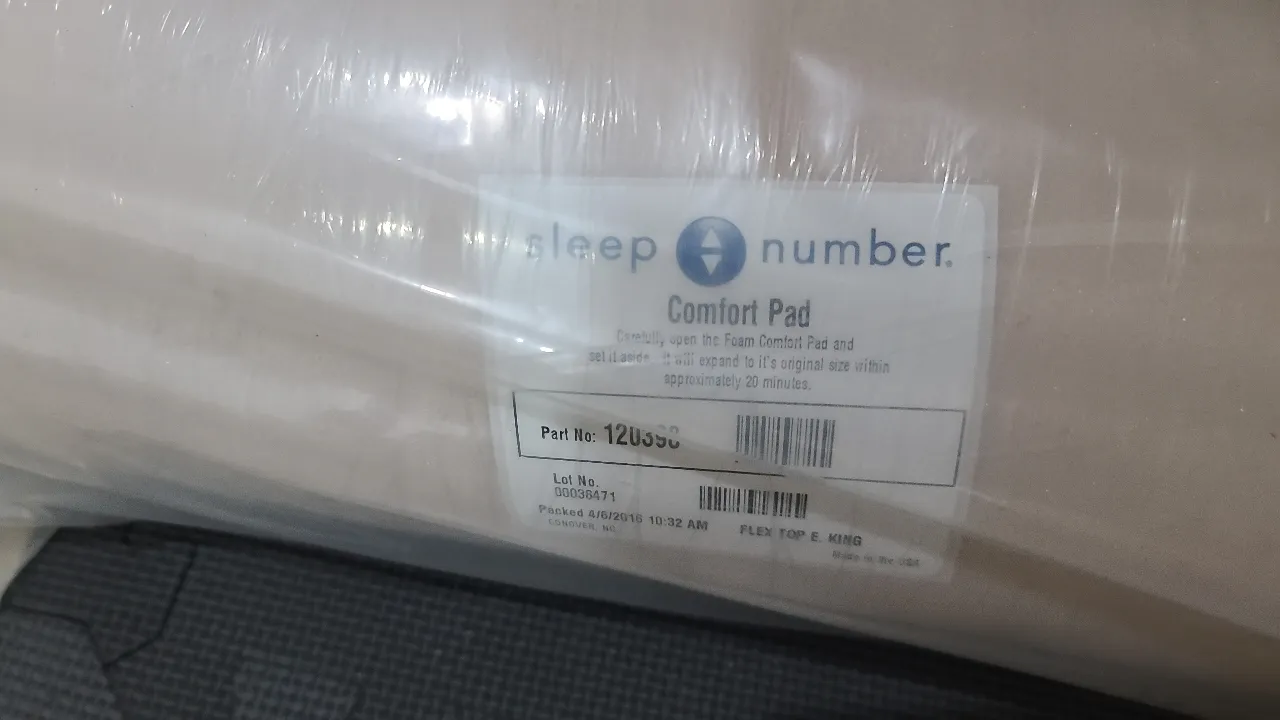 sleep number.
Comfort Pad
Carefully open the Foam Comfort Pad and
set it aside it will expand to it's original size within
approximately 20 minutes.
Part No: 120398
Lot No.
00036471
Packed 4/6/2016 10:32 AM FLEX TOP E. KING
CONOVER, NC
Made in the USA